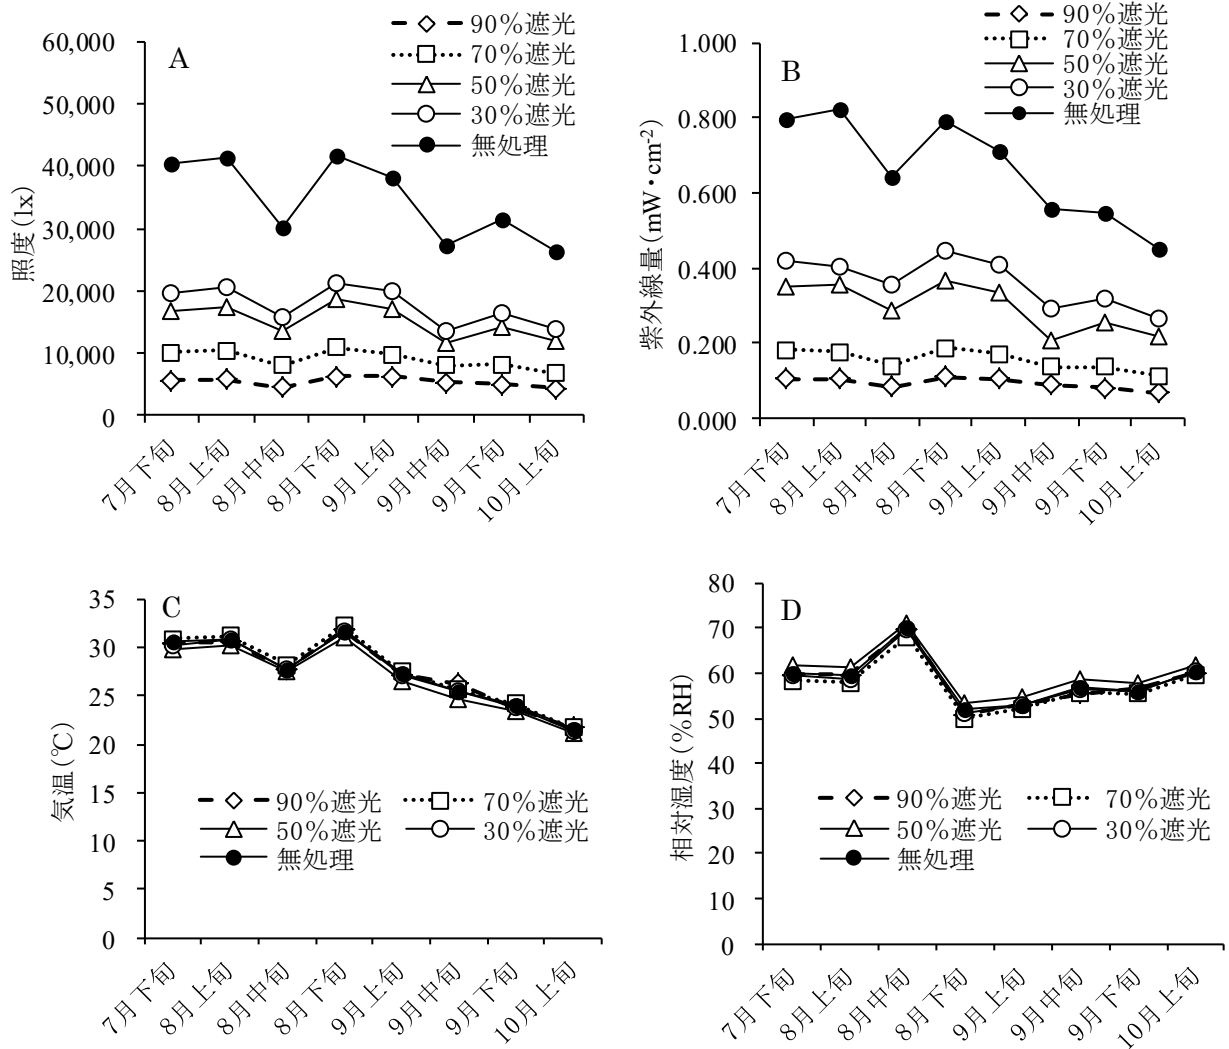 A
90％遮光
70％遮光
50％遮光
30％遮光
無処理
60,000
50,000
40,000
30,000
20,000
10,000
0
照度(lx)
7月下旬
8月上旬
8月中旬
8月下旬
9月上旬
9月中旬
9月下旬
10月上旬
B
90％遮光
70％遮光
50％遮光
30％遮光
無処理
1.000
0.800
0.600
0.400
0.200
0.000
紫外線量(mW・cm-2)
7月下旬
8月上旬
8月中旬
8月下旬
9月上旬
9月中旬
9月下旬
10月上旬
C
35
30
25
20
15
10
5
0
気温(℃)
90％遮光
70％遮光
50％遮光
30％遮光
無処理
7月下旬
8月上旬
8月中旬
8月下旬
9月上旬
9月中旬
9月下旬
10月上旬
D
80
70
60
50
40
30
20
10
0
相対湿度(％RH)
90％遮光
70％遮光
50％遮光
30％遮光
無処理
7月下旬
8月上旬
8月中旬
8月下旬
9月上旬
9月中旬
9月下旬
10月上旬